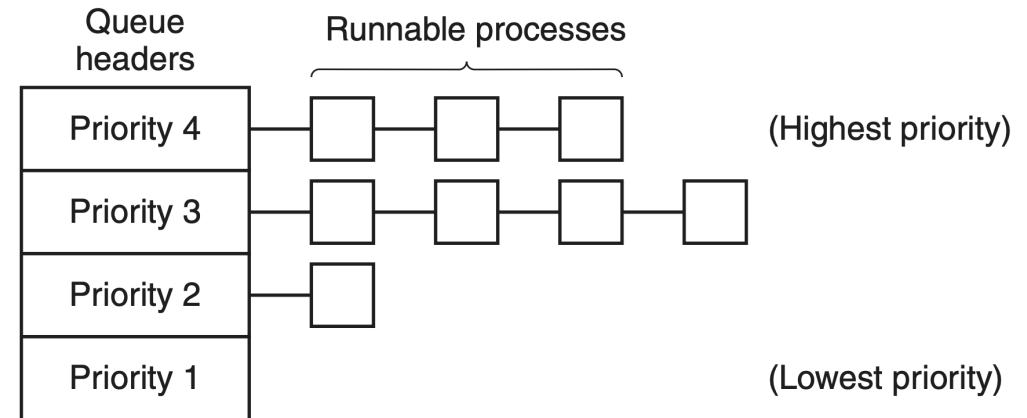 Queue
headers
Runnable processes
Priority 4
(Highest priority)
Priority 3
Priority 2
Priority 1
(Lowest priority)